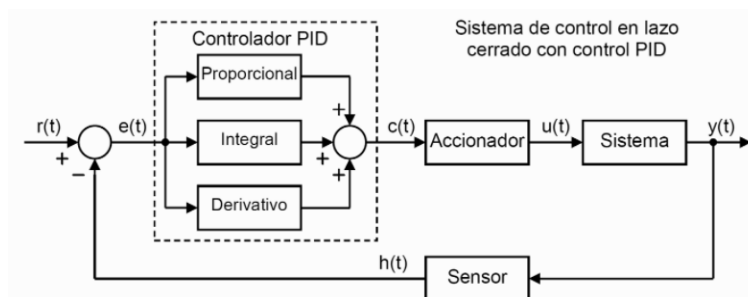 Sistema de control en lazo
cerrado con control PID
Controlador PID
Proporcional
r(t)
e(t)
Integral
c(t)
Accionador
u(t)
Sistema
y(t)
+
−
+
+
+
Derivativo
h(t)
Sensor